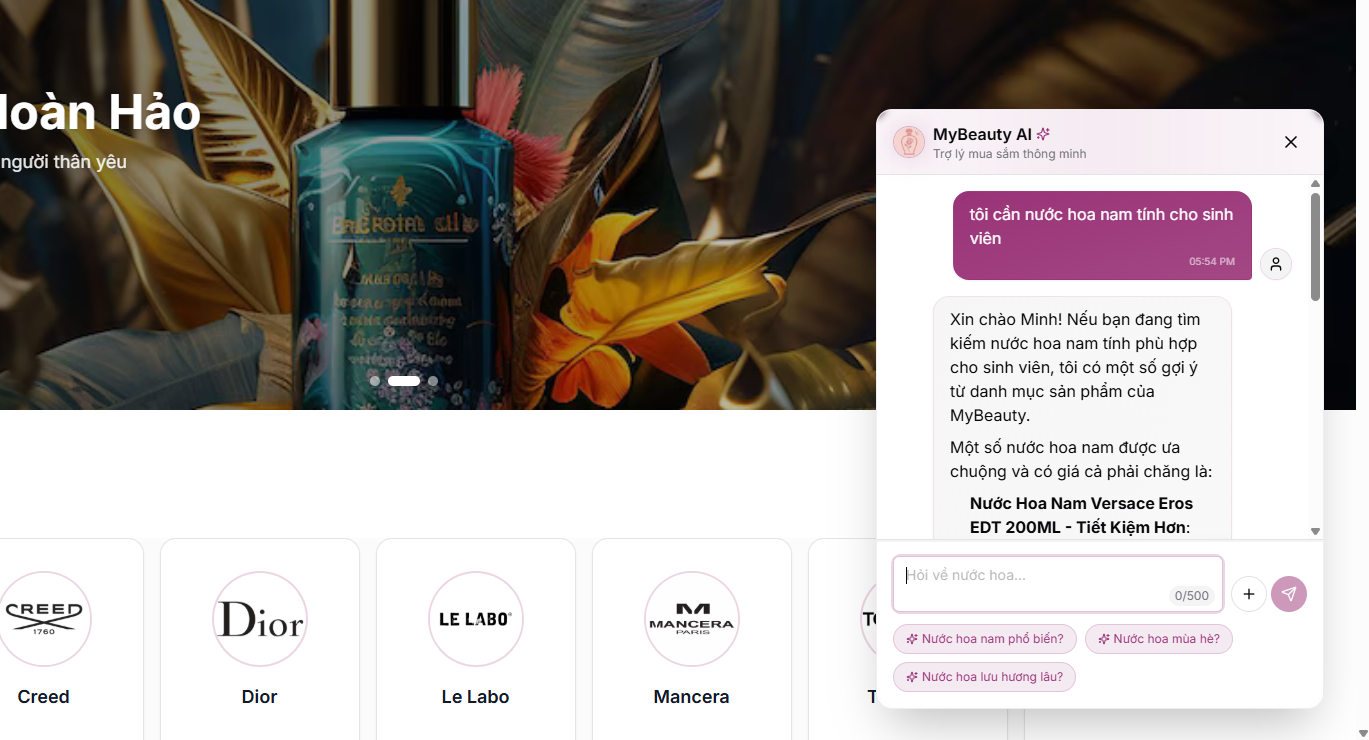 Hoàn Hảo
người thân yêu
MyBeauty AI
Trợ lý mua sắm thông minh
tôi cần nước hoa nam tính cho sinh
viên
05:54 PM
Xin chào Minh! Nếu bạn đang tìm
kiếm nước hoa nam tính phù hợp
cho sinh viên, tôi có một số gợi ý
từ danh mục sản phẩm của
MyBeauty.
Một số nước hoa nam được ưa
chuộng và có giá cả phải chăng là:
Nước Hoa Nam Versace Eros
EDT 200ML - Tiết Kiệm Hơn:
Hỏi về nước hoa...
0/500
Nước hoa nam phổ biến?
Nước hoa mùa hè?
Nước hoa lưu hương lâu?
CREED
1760
Dior
LE LABO
MANCERA
PARIS
Creed
Dior
Le Labo
Mancera